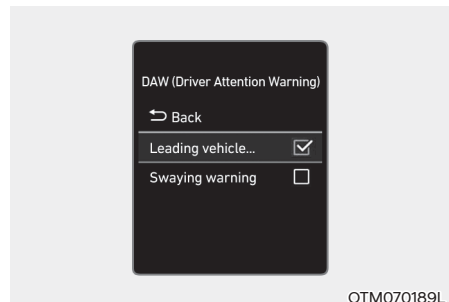 DAW (Driver Attention Warning)
Back
Leading vehicle...
Swaying warning
OTM070189L